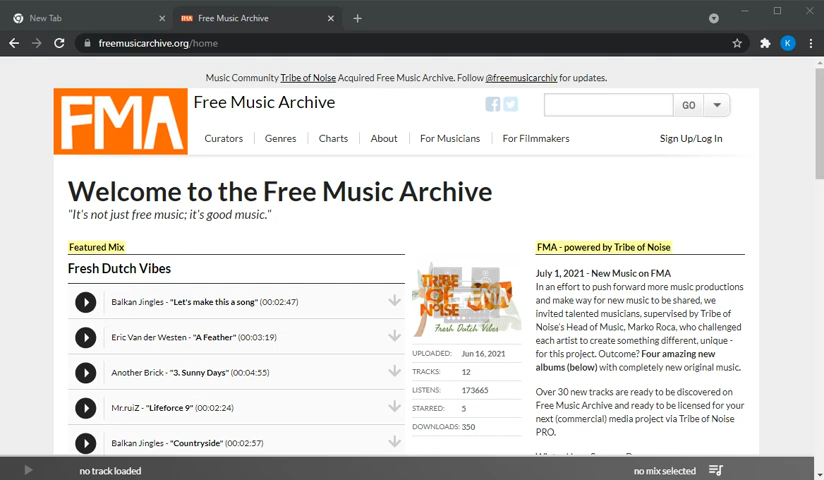 New Tab
Free Music Archive
freemusicarchive.org/home
K
Music Community Tribe of Noise Acquired Free Music Archive. Follow @freemusicarchiv for updates.
FMA
Free Music Archive
GO
Curators
Genres
Charts
About
For Musicians
For Filmmakers
Sign Up/Log In
Welcome to the Free Music Archive
"It's not just free music; it's good music."
Featured Mix
Fresh Dutch Vibes
Balkan Jingles - "Let's make this a song" (00:02:47)
Eric Van der Westen - "A Feather" (00:03:19)
Another Brick - "3. Sunny Days" (00:04:55)
Mr.ruiZ - "Lifeforce 9" (00:02:24)
Balkan Jingles - "Countryside" (00:02:57)
TRIBE OF NOISE
FMA
Fresh Dutch Vibes
UPLOADED: Jun 16, 2021
TRACKS: 12
LISTENS: 173665
STARRED: 5
DOWNLOADS: 350
FMA - powered by Tribe of Noise
July 1, 2021 - New Music on FMA
In an effort to push forward more music productions
and make way for new music to be shared, we
invited talented musicians, supervised by Tribe of
Noise's Head of Music, Marko Roca, who challenged
each artist to create something different, unique -
for this project. Outcome? Four amazing new
albums (below) with completely new original music.
Over 30 new tracks are ready to be discovered on
Free Music Archive and ready to be licensed for your
next (commercial) media project via Tribe of Noise
PRO.
no track loaded
no mix selected